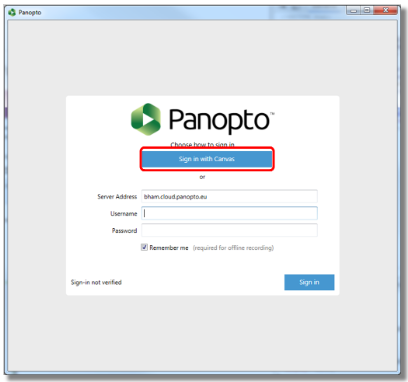 Panopto
Panopto™
Choose how to sign in
Sign in with Canvas
or
Server Address bham.cloud.panopto.eu
Username
Password
Remember me (required for offline recording)
Sign-in not verified
Sign in